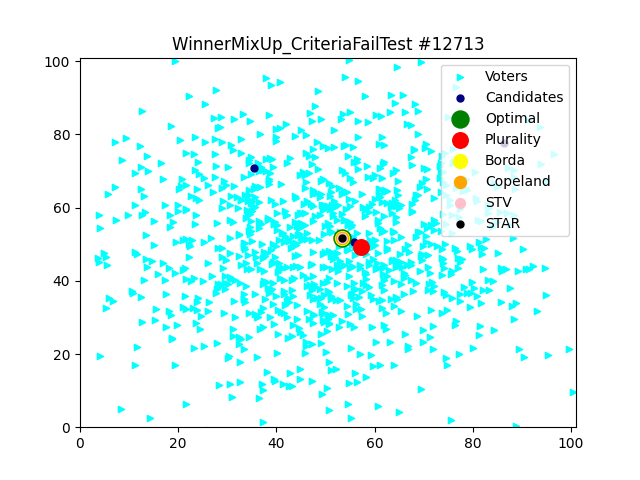 WinnerMixUp_CriteriaFailTest #12713
100
80
60
40
20
0
0
20
40
60
80
100
Voters
Candidates
Optimal
Plurality
Borda
Copeland
STV
STAR